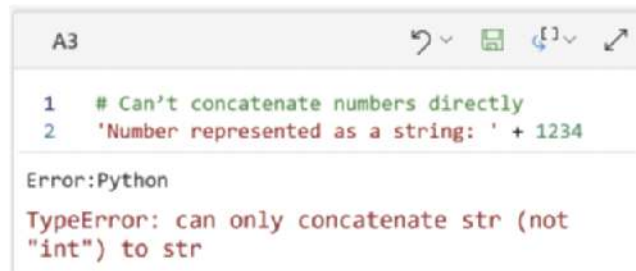 A3
1 # Can't concatenate numbers directly
2 'Number represented as a string: ' + 1234
Error:Python
TypeError: can only concatenate str (not
"int") to str